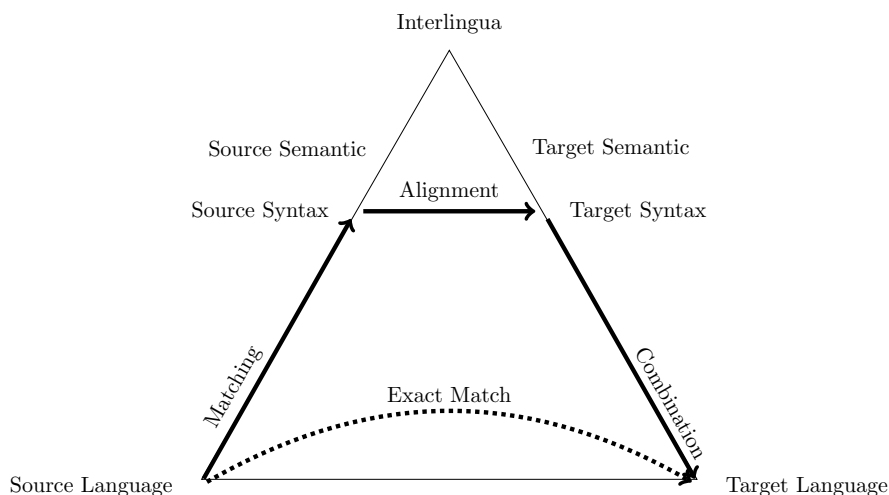 Interlingua
Source Semantic
Target Semantic
Alignment
Source Syntax
Target Syntax
Matching
Combination
Exact Match
Source Language
Target Language